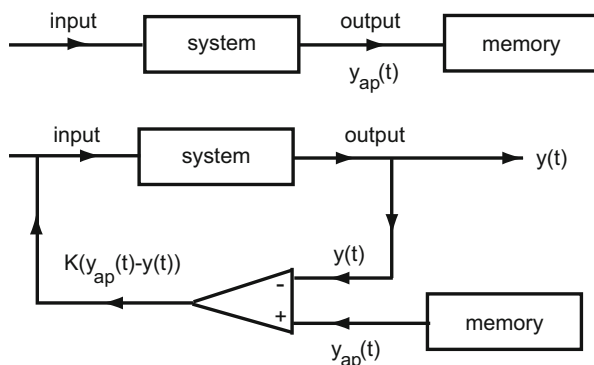 input
system
output
y_ap(t)
memory
input
system
output
y(t)
K(y_ap(t)-y(t))
y(t)
-
+
y_ap(t)
memory